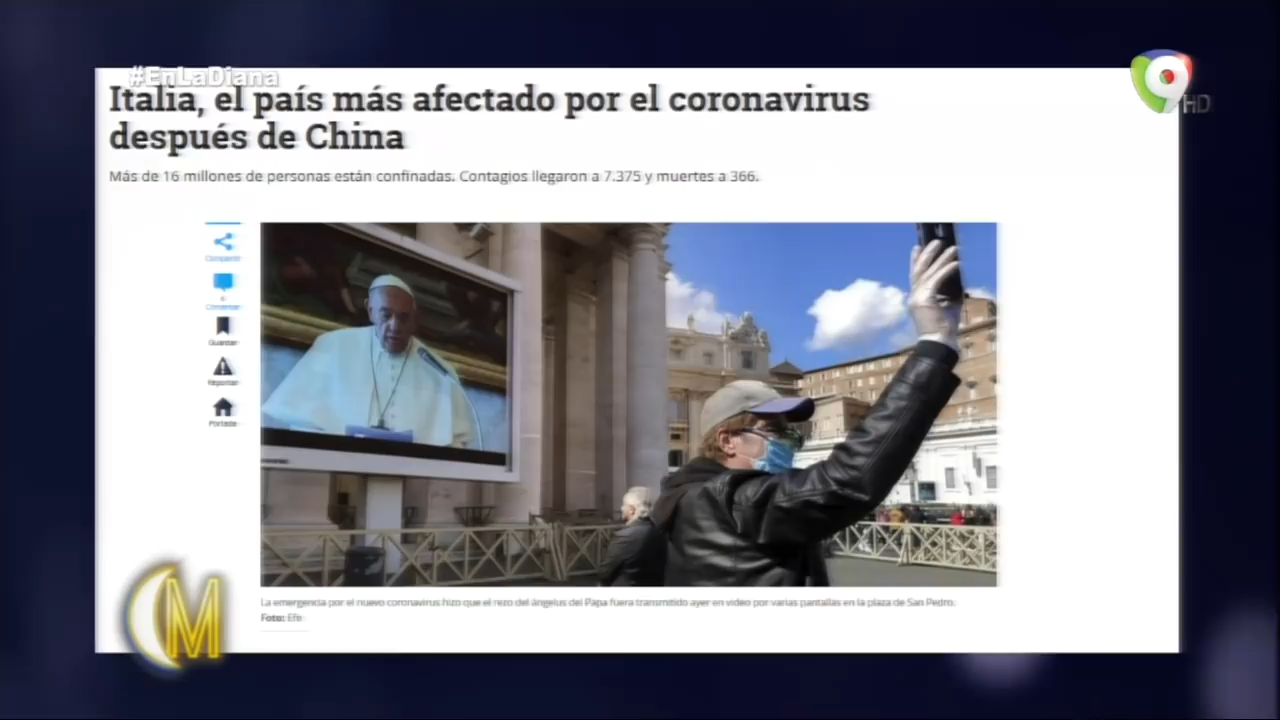 #EnLaDiana
HD
Italia, el país más afectado por el coronavirus
después de China
Más de 16 millones de personas están confinadas. Contagios llegaron a 7.375 y muertes a 366.
Compartir
Comentar
Guardar
Reportar
Portada
La emergencia por el nuevo coronavirus hizo que el rezo del ángelus del Papa fuera transmitido ayer en video por varias pantallas en la plaza de San Pedro.
Foto: Efe
M